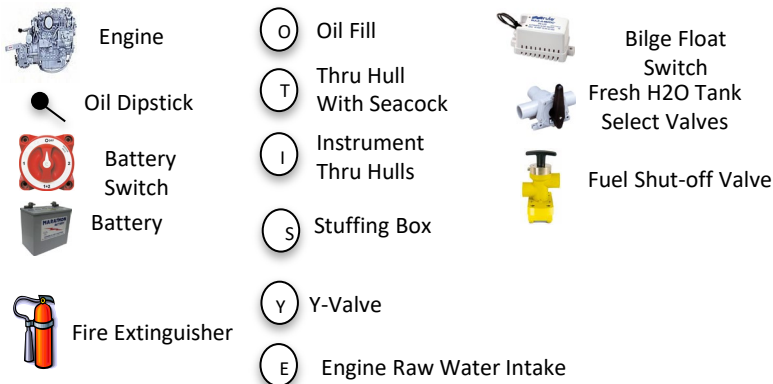 Engine
Oil Dipstick
Battery
Switch
Battery
Fire Extinguisher
O Oil Fill
T Thru Hull
With Seacock
I Instrument
Thru Hulls
S Stuffing Box
Y Y-Valve
E Engine Raw Water Intake
Bilge Float
Switch
Fresh H2O Tank
Select Valves
Fuel Shut-off Valve